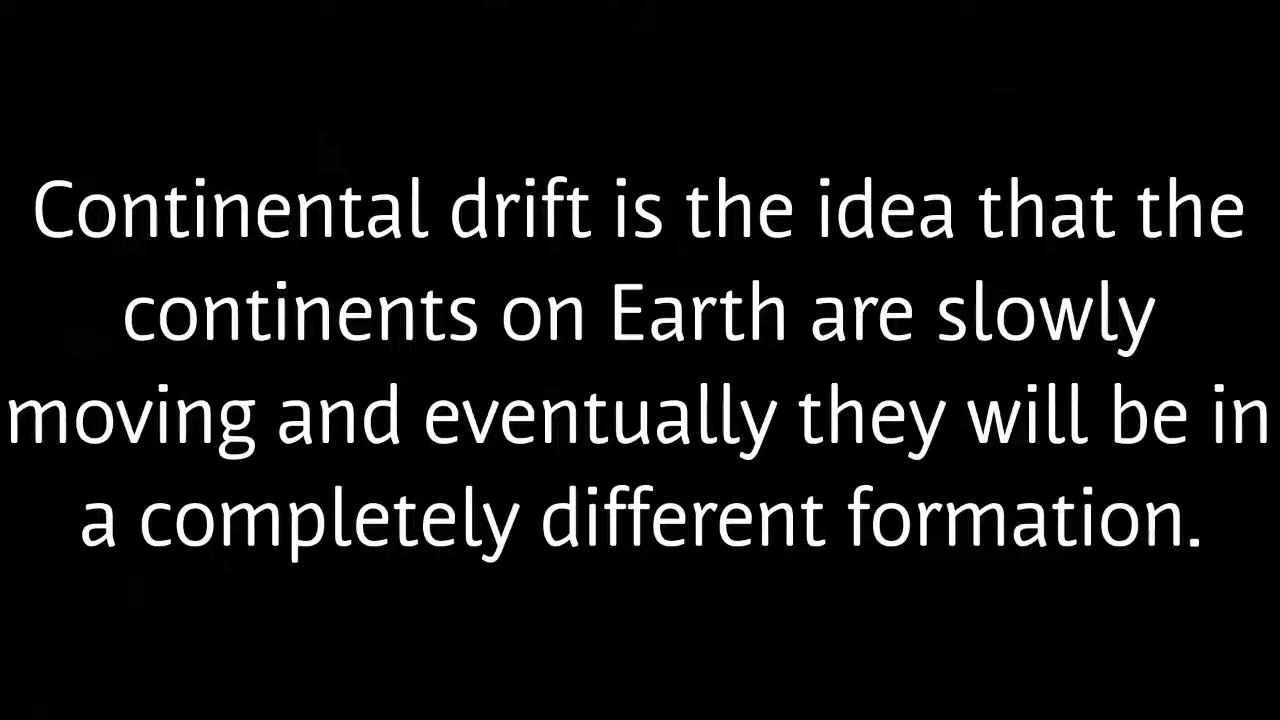 Continental drift is the idea that the
continents on Earth are slowly
moving and eventually they will be in
a completely different formation.